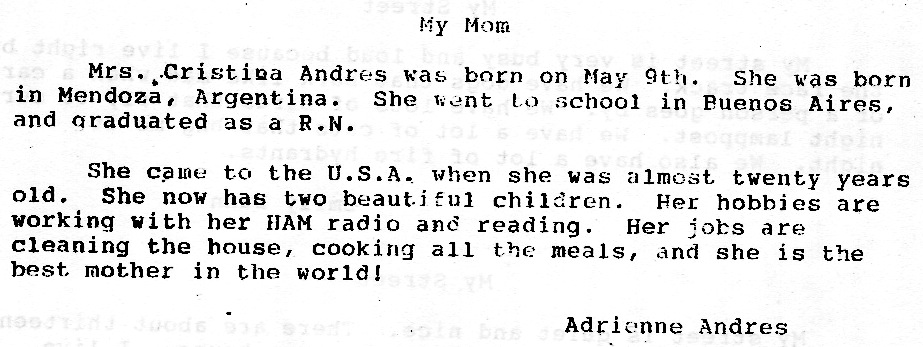 My Mom
Mrs. Cristina Andres was born on May 9th. She was born
in Mendoza, Argentina. She went to school in Buenos Aires,
and graduated as a R.N.
She came to the U.S.A. when she was almost twenty years
old. She now has two beautiful children. Her hobbies are
working with her HAM radio and reading. Her jobs are
cleaning the house, cooking all the meals, and she is the
best mother in the world!
Adrienne Andres